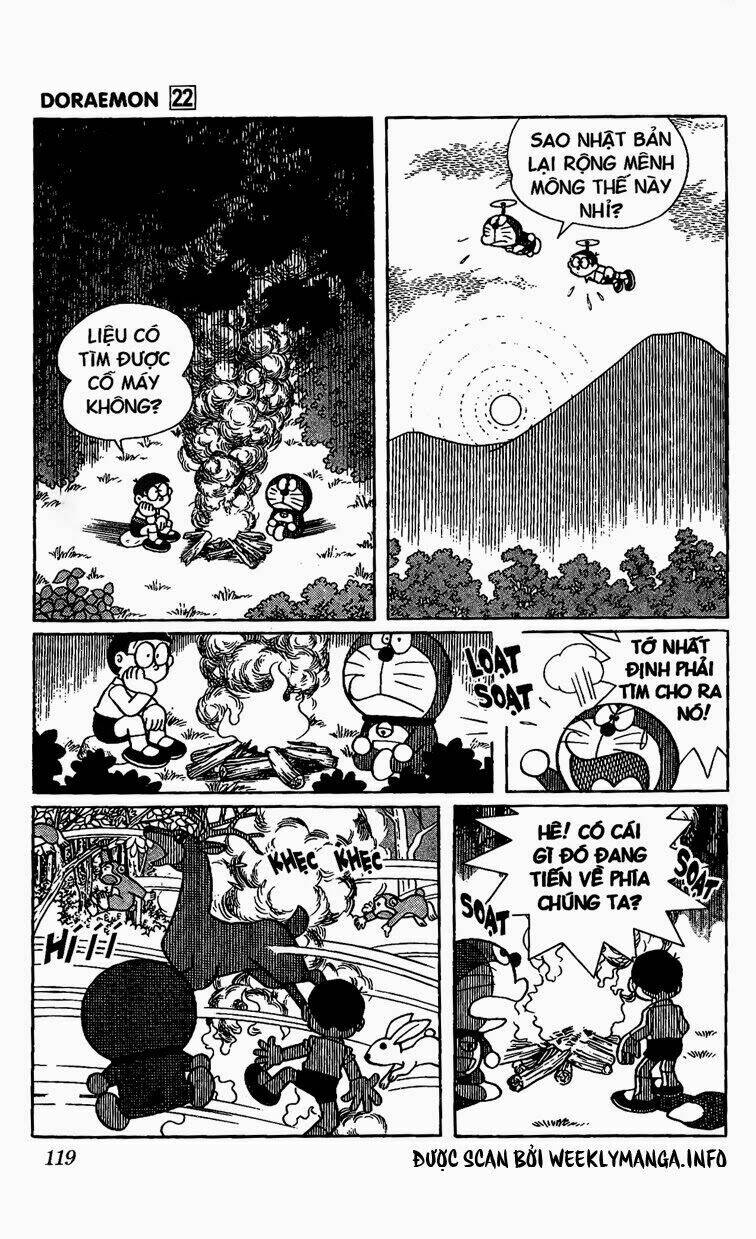 DORAEMON 22
SAO NHẬT BẢN
LẠI RỘNG MÊNH
MÔNG THẾ NÀY
NHỈ?
LIỆU CÓ
TÌM ĐƯỢC
CỖ MÁY
KHÔNG?
TỚ NHẤT
ĐỊNH PHẢI
TÌM CHO RA
NÓ!
LOẠT
SOẠT
HÊ! CÓ CÁI
GÌ ĐÓ ĐANG
TIẾN VỀ PHÍA
CHÚNG TA?
SOẠT
SOẠT
KHẸC KHẸC
HÍ Í Í Í
119
ĐƯỢC SCAN BỞI WEEKLYMANGA.INFO